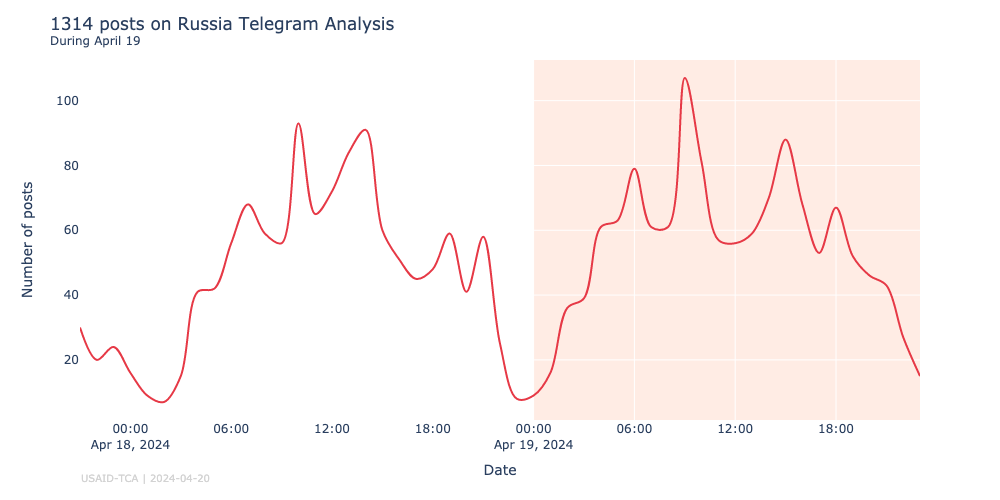 1314 posts on Russia Telegram Analysis
During April 19
Number of posts
100
80
60
40
20
00:00 06:00 12:00 18:00 00:00 06:00 12:00 18:00
Apr 18, 2024 Apr 19, 2024
Date
USAID-TCA | 2024-04-20